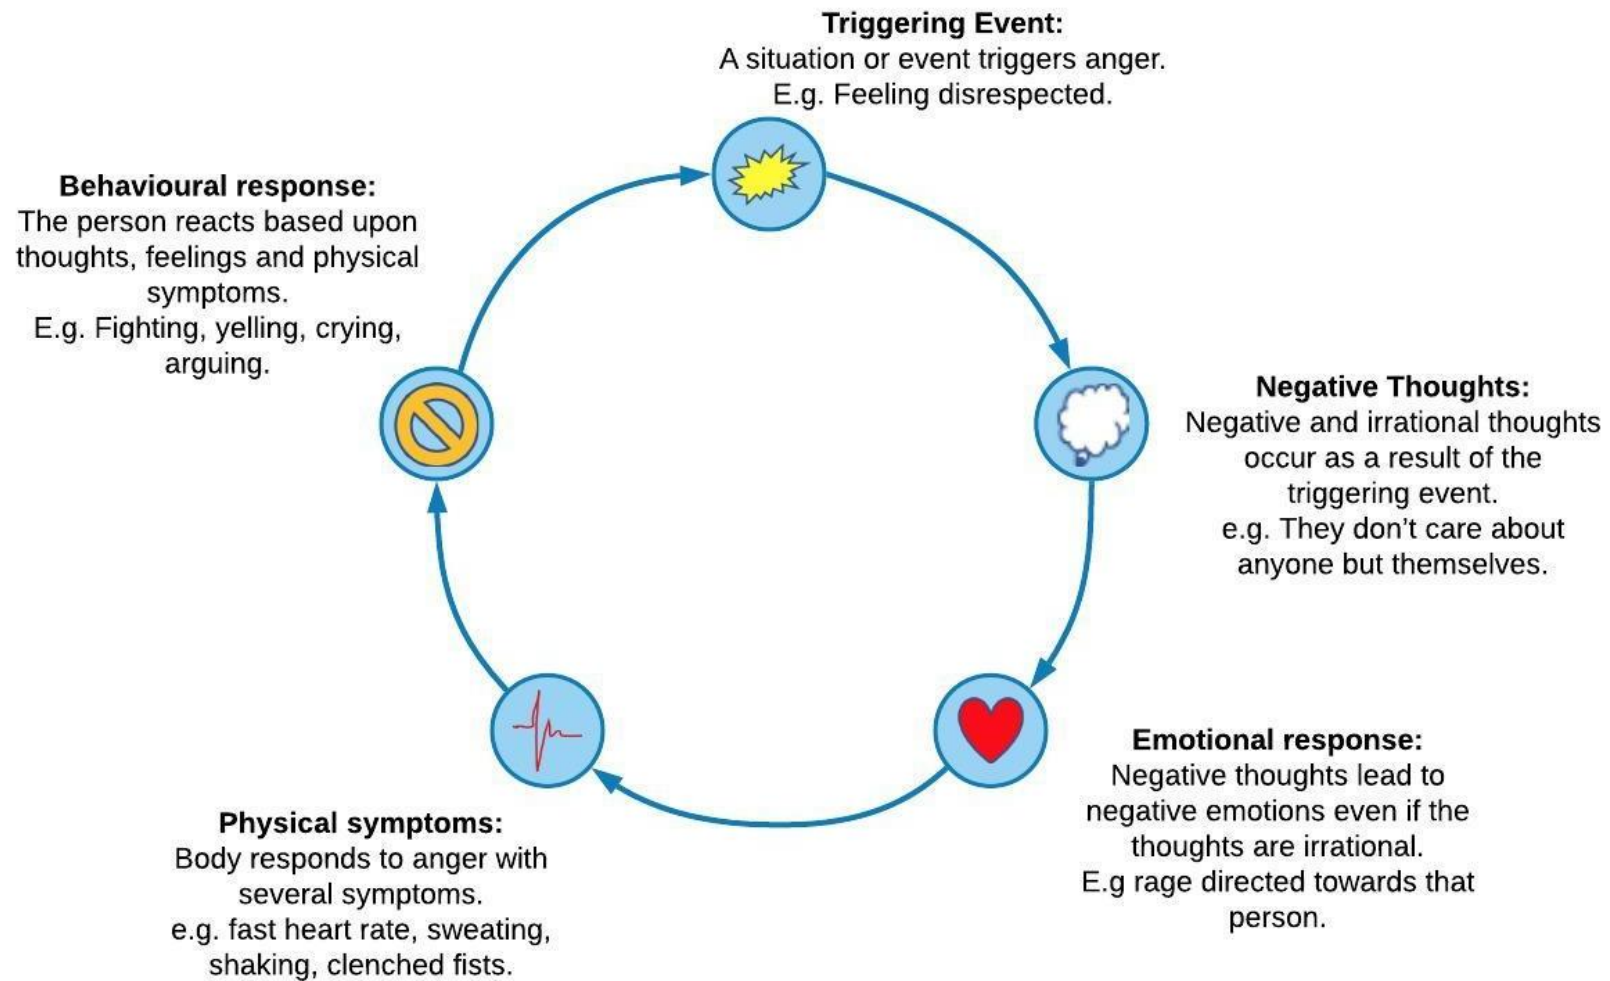 Triggering Event:
A situation or event triggers anger.
E.g. Feeling disrespected.
Negative Thoughts:
Negative and irrational thoughts
occur as a result of the
triggering event.
e.g. They don’t care about
anyone but themselves.
Emotional response:
Negative thoughts lead to
negative emotions even if the
thoughts are irrational.
E.g rage directed towards that
person.
Physical symptoms:
Body responds to anger with
several symptoms.
e.g. fast heart rate, sweating,
shaking, clenched fists.
Behavioural response:
The person reacts based upon
thoughts, feelings and physical
symptoms.
E.g. Fighting, yelling, crying,
arguing.